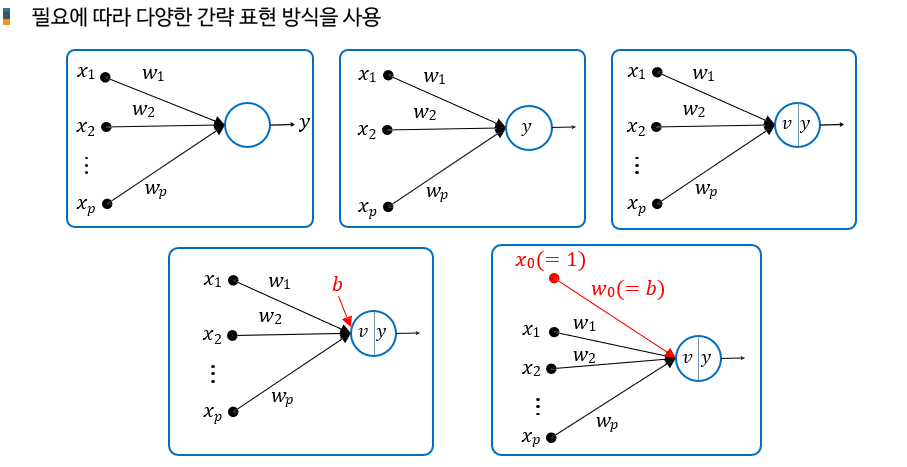 필요에 따라 다양한 간략 표현 방식을 사용
x₁ w₁
w₂
x₂ y
⋮
wₚ
xₚ
x₁ w₁
w₂
x₂ y
wₚ
xₚ
x₁ w₁
w₂
x₂ v y
⋮
wₚ
xₚ
x₁ w₁ b
w₂
x₂ v y
⋮
wₚ
xₚ
x₀(= 1)
w₀(= b)
x₁ w₁
w₂
x₂ v y
⋮
wₚ
xₚ